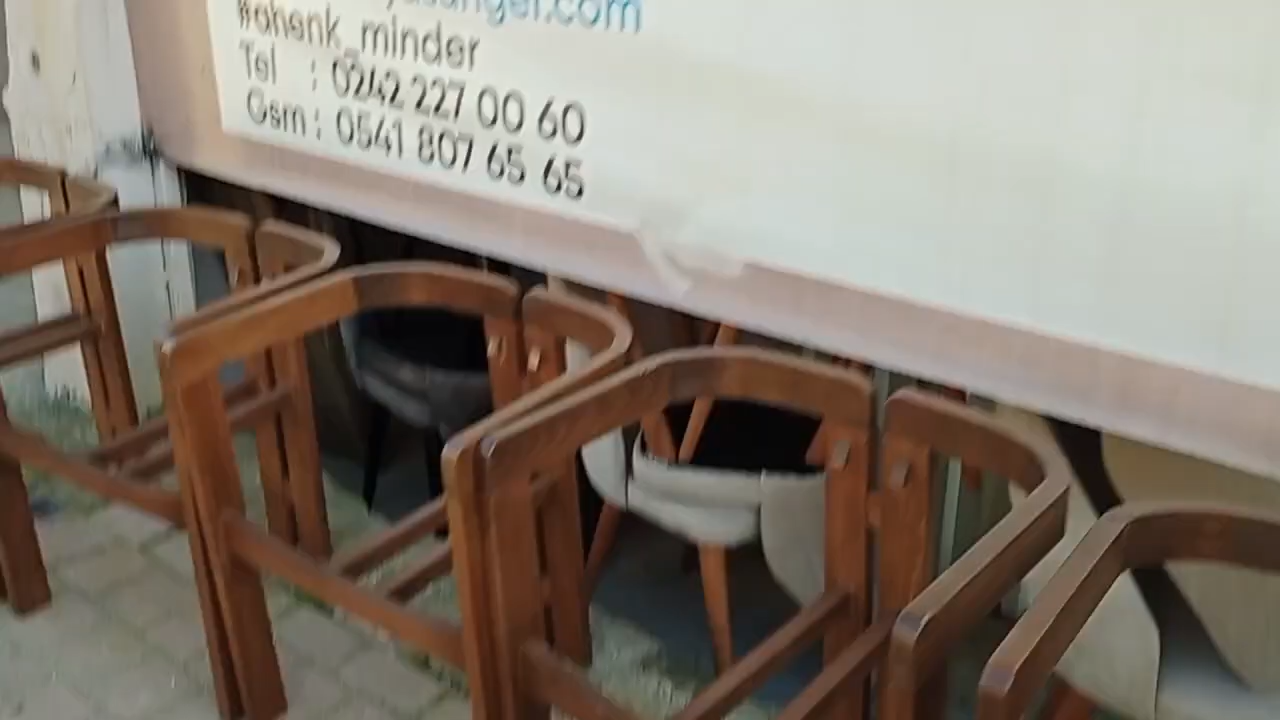 #ahenk_minder
Tel : 0242 227 00 60
Gsm : 0541 807 65 65